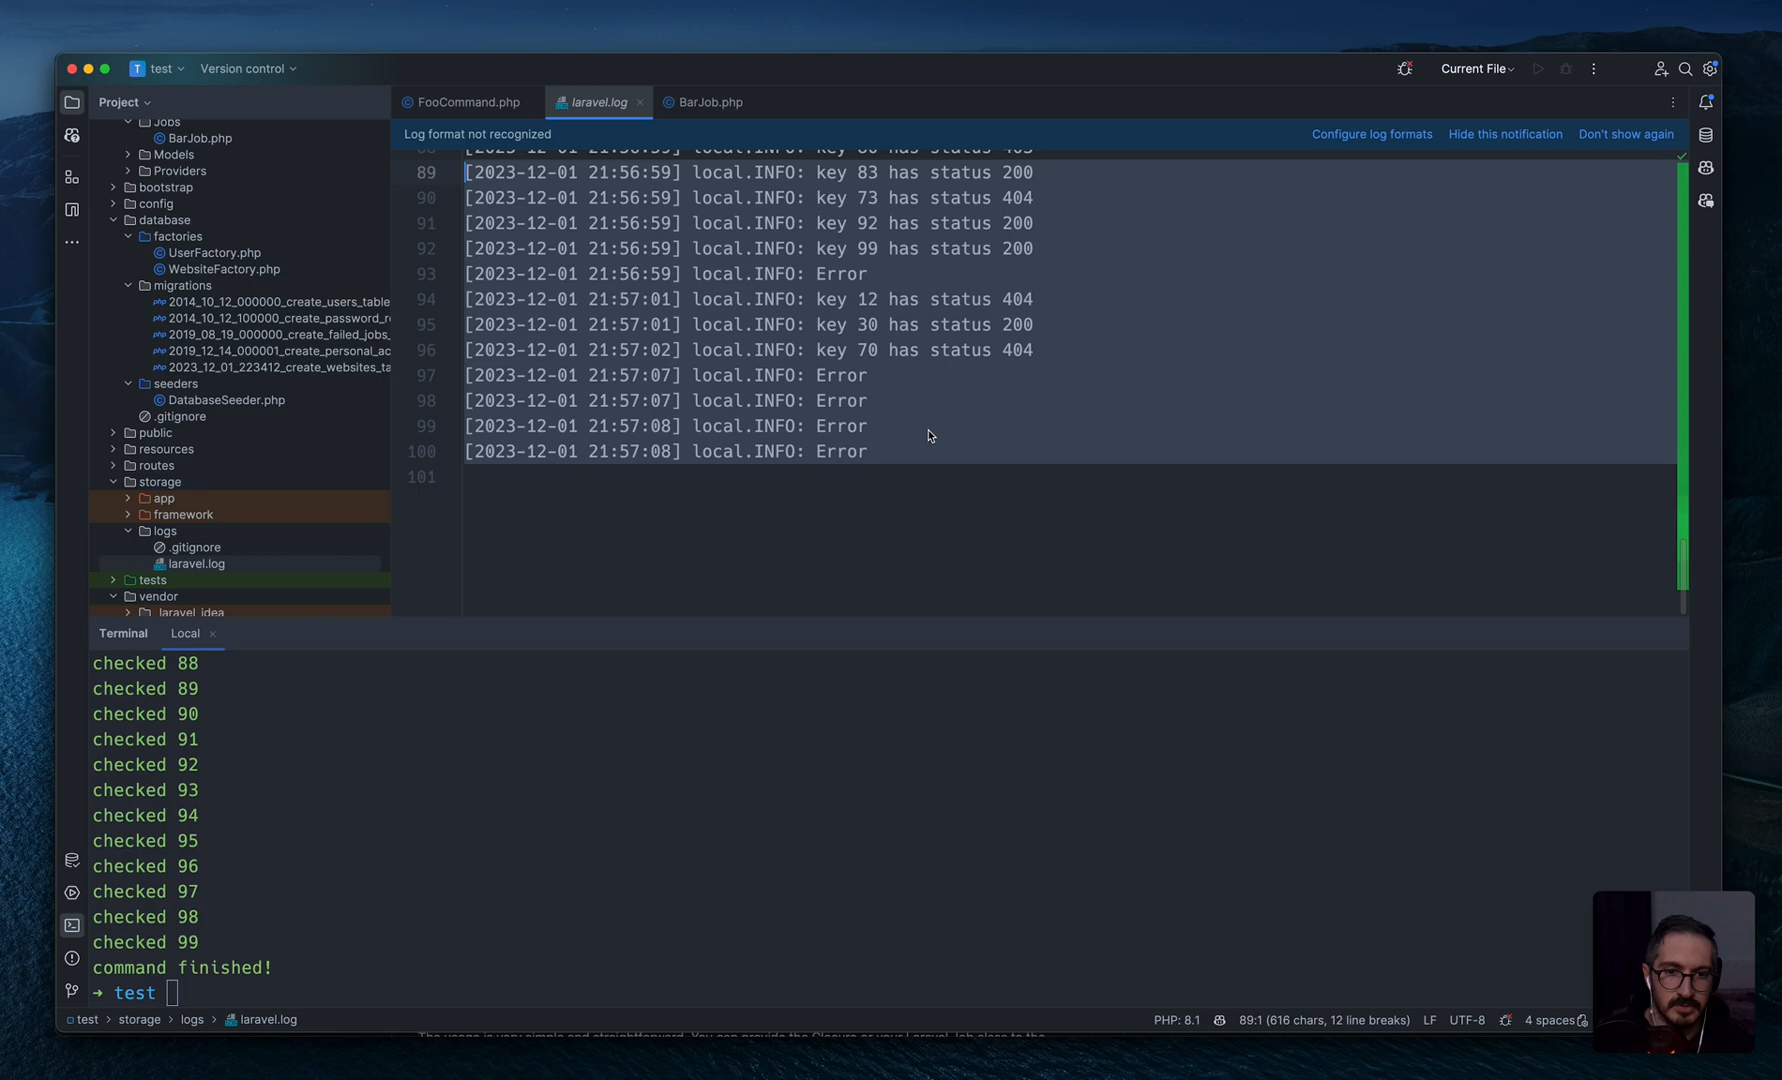 test
Version control
Current File
Project
FooCommand.php
laravel.log
BarJob.php
Log format not recognized
Configure log formats
Hide this notification
Don't show again
Jobs
BarJob.php
Models
Providers
bootstrap
config
database
factories
UserFactory.php
WebsiteFactory.php
migrations
2014_10_12_000000_create_users_table
2014_10_12_100000_create_password_r
2019_08_19_000000_create_failed_jobs_
2019_12_14_000001_create_personal_ac
2023_12_01_223412_create_websites_ta
seeders
DatabaseSeeder.php
.gitignore
public
resources
routes
storage
app
framework
logs
.gitignore
laravel.log
tests
vendor
_laravel_idea
89 [2023-12-01 21:56:59] local.INFO: key 83 has status 200
90 [2023-12-01 21:56:59] local.INFO: key 73 has status 404
91 [2023-12-01 21:56:59] local.INFO: key 92 has status 200
92 [2023-12-01 21:56:59] local.INFO: key 99 has status 200
93 [2023-12-01 21:56:59] local.INFO: Error
94 [2023-12-01 21:57:01] local.INFO: key 12 has status 404
95 [2023-12-01 21:57:01] local.INFO: key 30 has status 200
96 [2023-12-01 21:57:02] local.INFO: key 70 has status 404
97 [2023-12-01 21:57:07] local.INFO: Error
98 [2023-12-01 21:57:07] local.INFO: Error
99 [2023-12-01 21:57:08] local.INFO: Error
100 [2023-12-01 21:57:08] local.INFO: Error
101
Terminal
Local
checked 88
checked 89
checked 90
checked 91
checked 92
checked 93
checked 94
checked 95
checked 96
checked 97
checked 98
checked 99
command finished!
→ test
test > storage > logs > laravel.log
PHP: 8.1
89:1 (616 chars, 12 line breaks)
LF
UTF-8
4 spaces